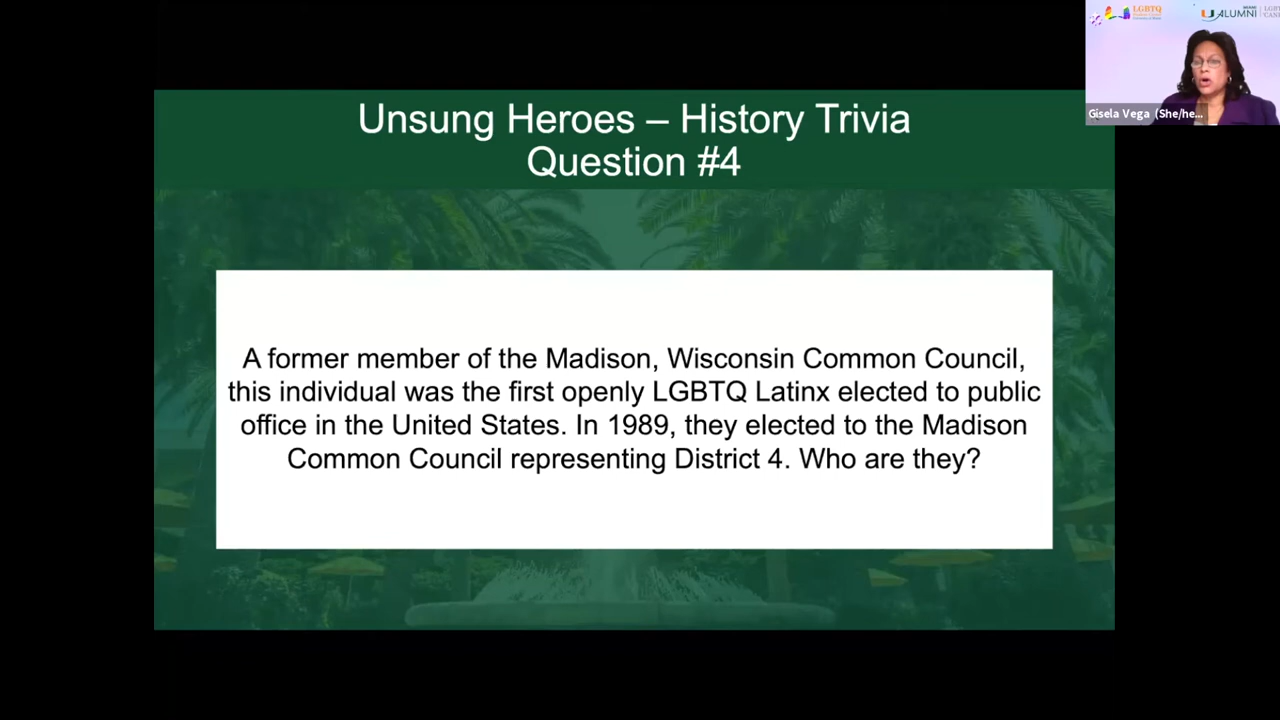 Unsung Heroes – History Trivia
Question #4
A former member of the Madison, Wisconsin Common Council,
this individual was the first openly LGBTQ Latinx elected to public
office in the United States. In 1989, they elected to the Madison
Common Council representing District 4. Who are they?
LGBTQ
ALUMNI
Gisela Vega (She/he...